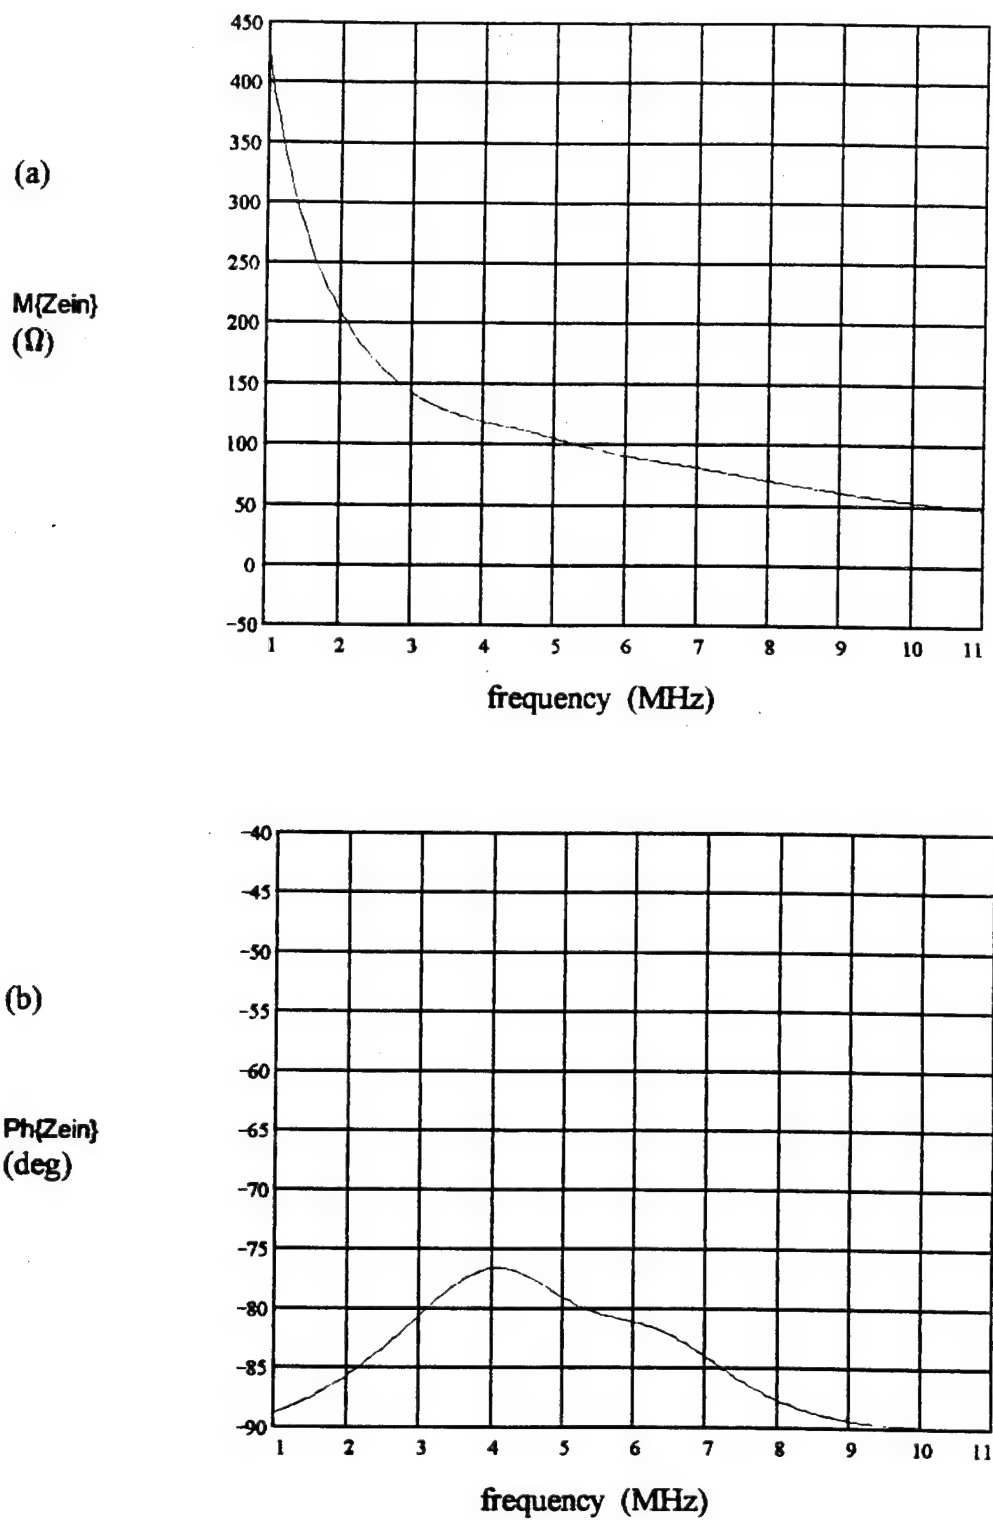 450
400
350
300
250
200
150
100
50
0
-50
(a)
M{Zein}
(Ω)
1 2 3 4 5 6 7 8 9 10 11
frequency (MHz)
-40
-45
-50
-55
-60
-65
-70
-75
-80
-85
-90
(b)
Ph{Zein}
(deg)
1 2 3 4 5 6 7 8 9 10 11
frequency (MHz)